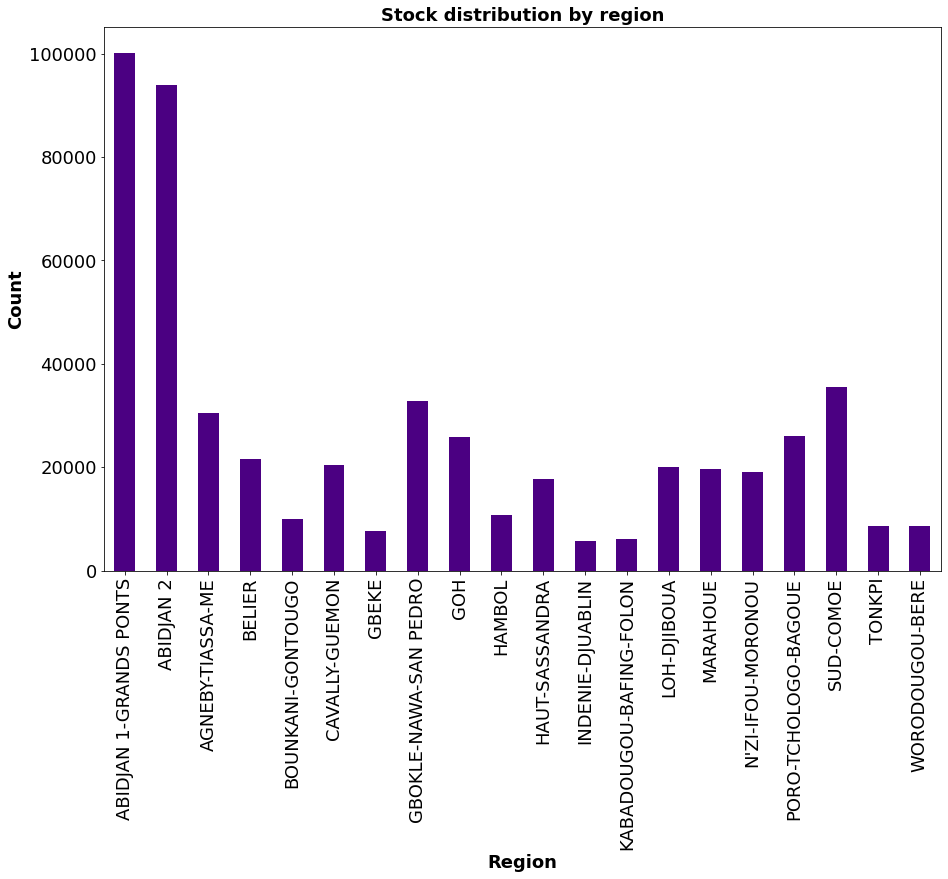 Stock distribution by region
100000
80000
60000
40000
20000
0
Count
ABIDJAN 1-GRANDS PONTS
ABIDJAN 2
AGNEBY-TIASSA-ME
BELIER
BOUNKANI-GONTOUGO
CAVALLY-GUEMON
GBEKE
GBOKLE-NAWA-SAN PEDRO
GOH
HAMBOL
HAUT-SASSANDRA
INDENIE-DJUABLIN
KABADOUGOU-BAFING-FOLON
LOH-DJIBOUA
MARAHOUE
N'ZI-IFOU-MORONOU
PORO-TCHOLOGO-BAGOUE
SUD-COMOE
TONKPI
WORODOUGOU-BERE
Region